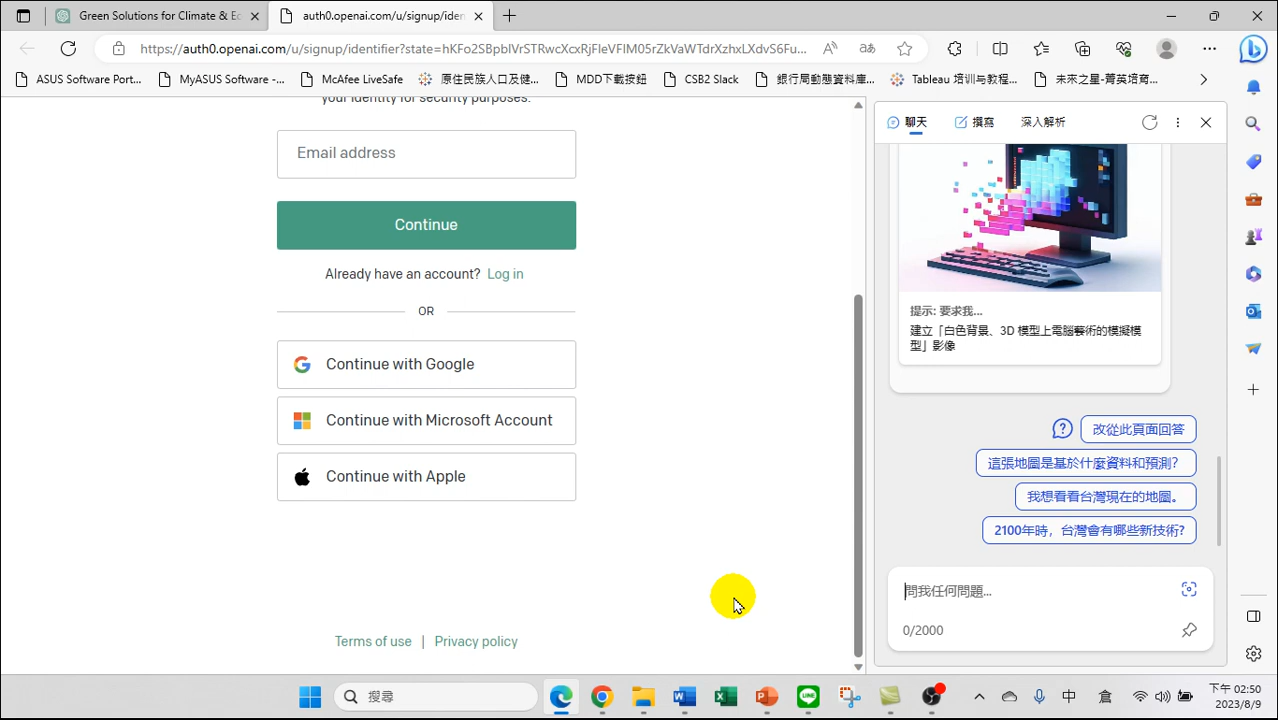 Green Solutions for Climate & Ec
auth0.openai.com/u/signup/iden
https://auth0.openai.com/u/signup/identifier?state=hKFo2SBpblVrSTRwcXcxRjFleVFIM05rZkVaWTdrXzhxLXdvS6Fu...
ASUS Software Port...
MyASUS Software -...
McAfee LiveSafe
原住民族人口及健...
MDD下載按鈕
CSB2 Slack
銀行局動態資料庫...
Tableau 培训与教程...
未來之星-菁英培育...
your identity for security purposes.
Email address
Continue
Already have an account? Log in
OR
Continue with Google
Continue with Microsoft Account
Continue with Apple
Terms of use | Privacy policy
聊天
撰寫
深入解析
提示: 要求我...
建立「白色背景、3D 模型上電腦藝術的模擬模
型」影像
改從此頁面回答
這張地圖是基於什麼資料和預測?
我想看看台灣現在的地圖。
2100年時，台灣會有哪些新技術?
問我任何問題...
0/2000
搜尋
中
下午 02:50
2023/8/9